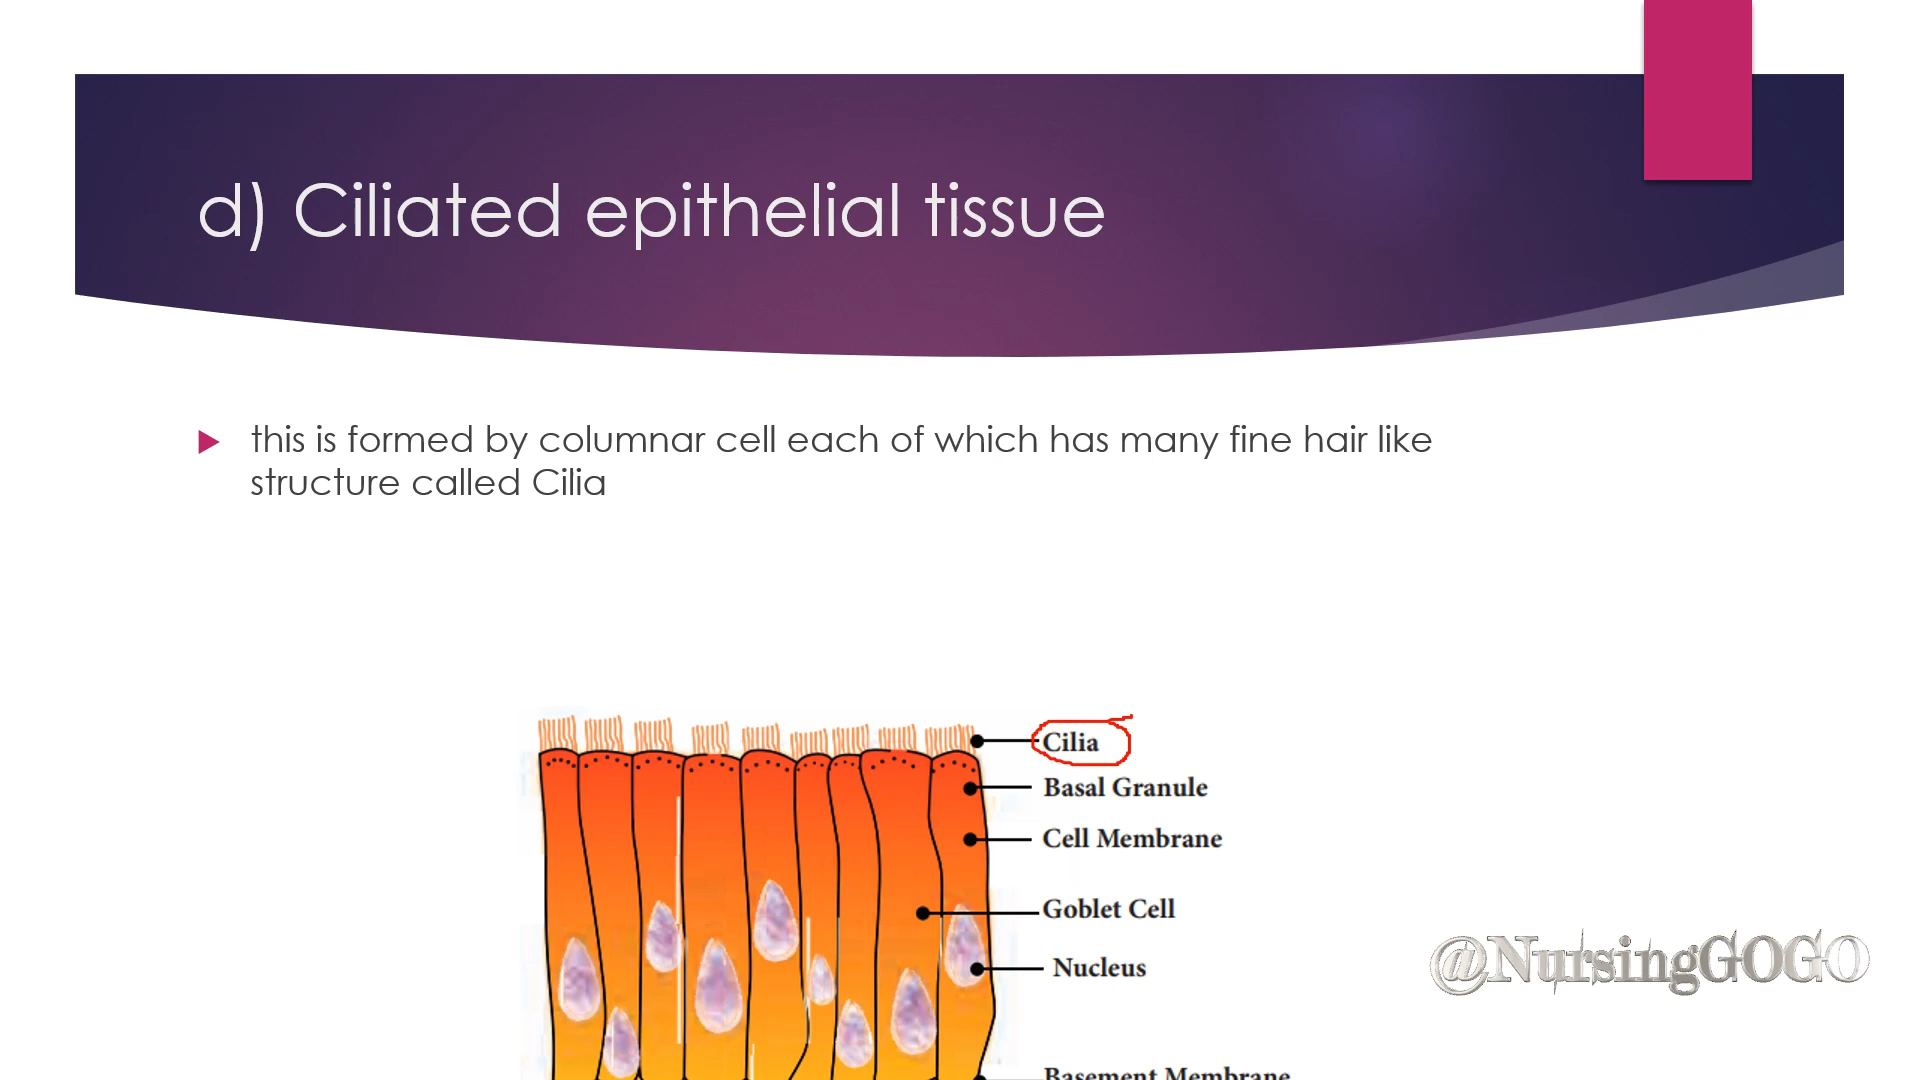 d) Ciliated epithelial tissue
this is formed by columnar cell each of which has many fine hair like
structure called Cilia
Cilia
Basal Granule
Cell Membrane
Goblet Cell
Nucleus
@NursingGOGO
Basement Membrane